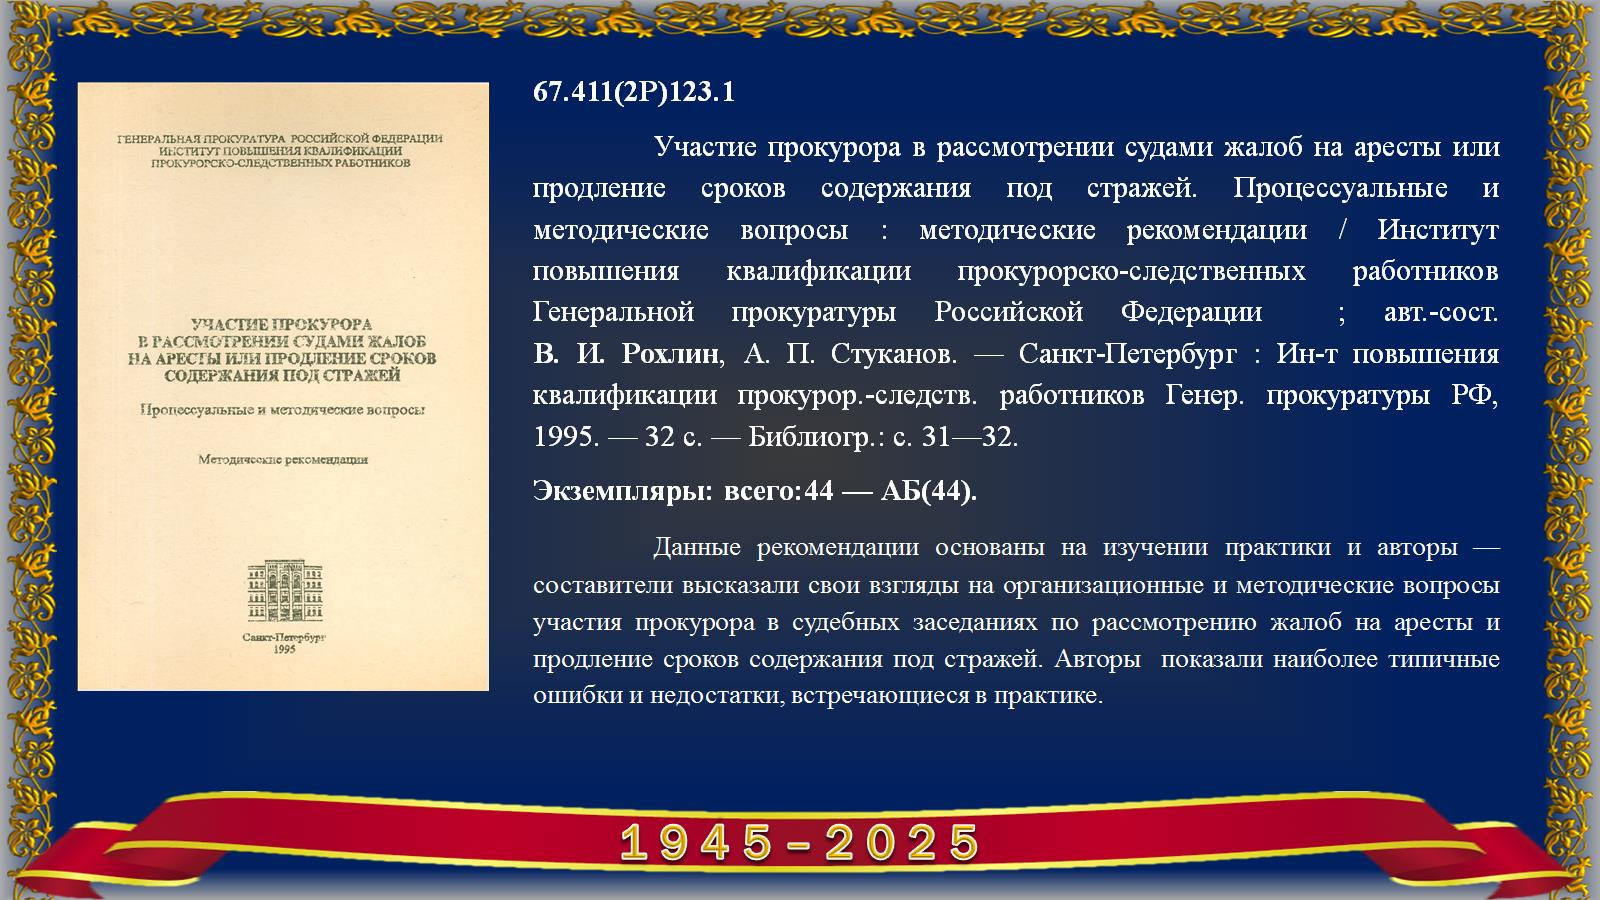 ГЕНЕРАЛЬНАЯ ПРОКУРАТУРА РОССИЙСКОЙ ФЕДЕРАЦИИ
ИНСТИТУТ ПОВЫШЕНИЯ КВАЛИФИКАЦИИ
ПРОКУРОРСКО-СЛЕДСТВЕННЫХ РАБОТНИКОВ
УЧАСТИЕ ПРОКУРОРА
В РАССМОТРЕНИИ СУДАМИ ЖАЛОБ
НА АРЕСТЫ ИЛИ ПРОДЛЕНИЕ СРОКОВ
СОДЕРЖАНИЯ ПОД СТРАЖЕЙ
Процессуальные и методические вопросы
Методические рекомендации
Санкт-Петербург
1995
67.411(2Р)123.1
Участие прокурора в рассмотрении судами жалоб на аресты или
продление сроков содержания под стражей. Процессуальные и
методические вопросы : методические рекомендации / Институт
повышения квалификации прокурорско-следственных работников
Генеральной прокуратуры Российской Федерации ; авт.-сост.
В. И. Рохлин, А. П. Стуканов. — Санкт-Петербург : Ин-т повышения
квалификации прокурор.-следств. работников Генер. прокуратуры РФ,
1995. — 32 с. — Библиогр.: с. 31—32.
Экземпляры: всего:44 — АБ(44).
Данные рекомендации основаны на изучении практики и авторы —
составители высказали свои взгляды на организационные и методические вопросы
участия прокурора в судебных заседаниях по рассмотрению жалоб на аресты и
продление сроков содержания под стражей. Авторы показали наиболее типичные
ошибки и недостатки, встречающиеся в практике.
1945–2025